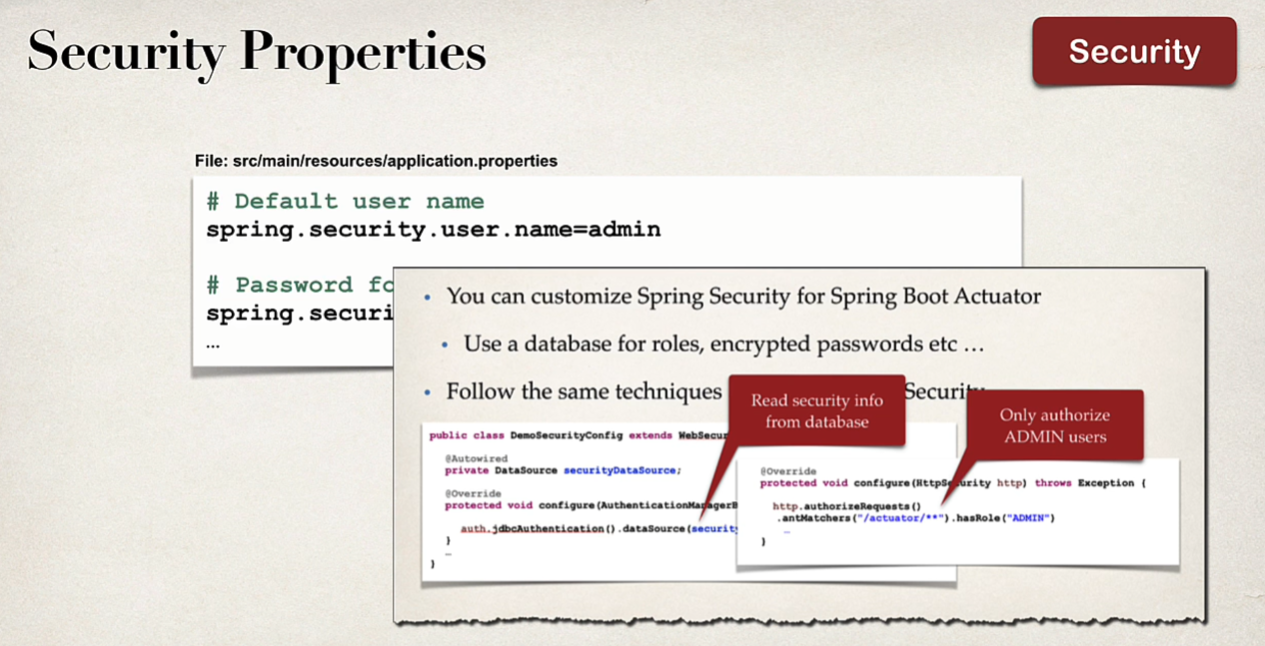 Security Properties
Security
File: src/main/resources/application.properties
# Default user name
spring.security.user.name=admin
# Password fo
spring.securi
...
• You can customize Spring Security for Spring Boot Actuator
• Use a database for roles, encrypted passwords etc …
• Follow the same techniques
Security
Read security info
from database
Only authorize
ADMIN users
public class DemoSecurityConfig extends WebSecur
@Autowired
private DataSource securityDataSource;
@Override
protected void configure(AuthenticationManagerB
auth.jdbcAuthentication().dataSource(security
}
…
}
@Override
protected void configure(HttpSecurity http) throws Exception {
http.authorizeRequests()
.antMatchers("/actuator/**").hasRole("ADMIN")
…
}